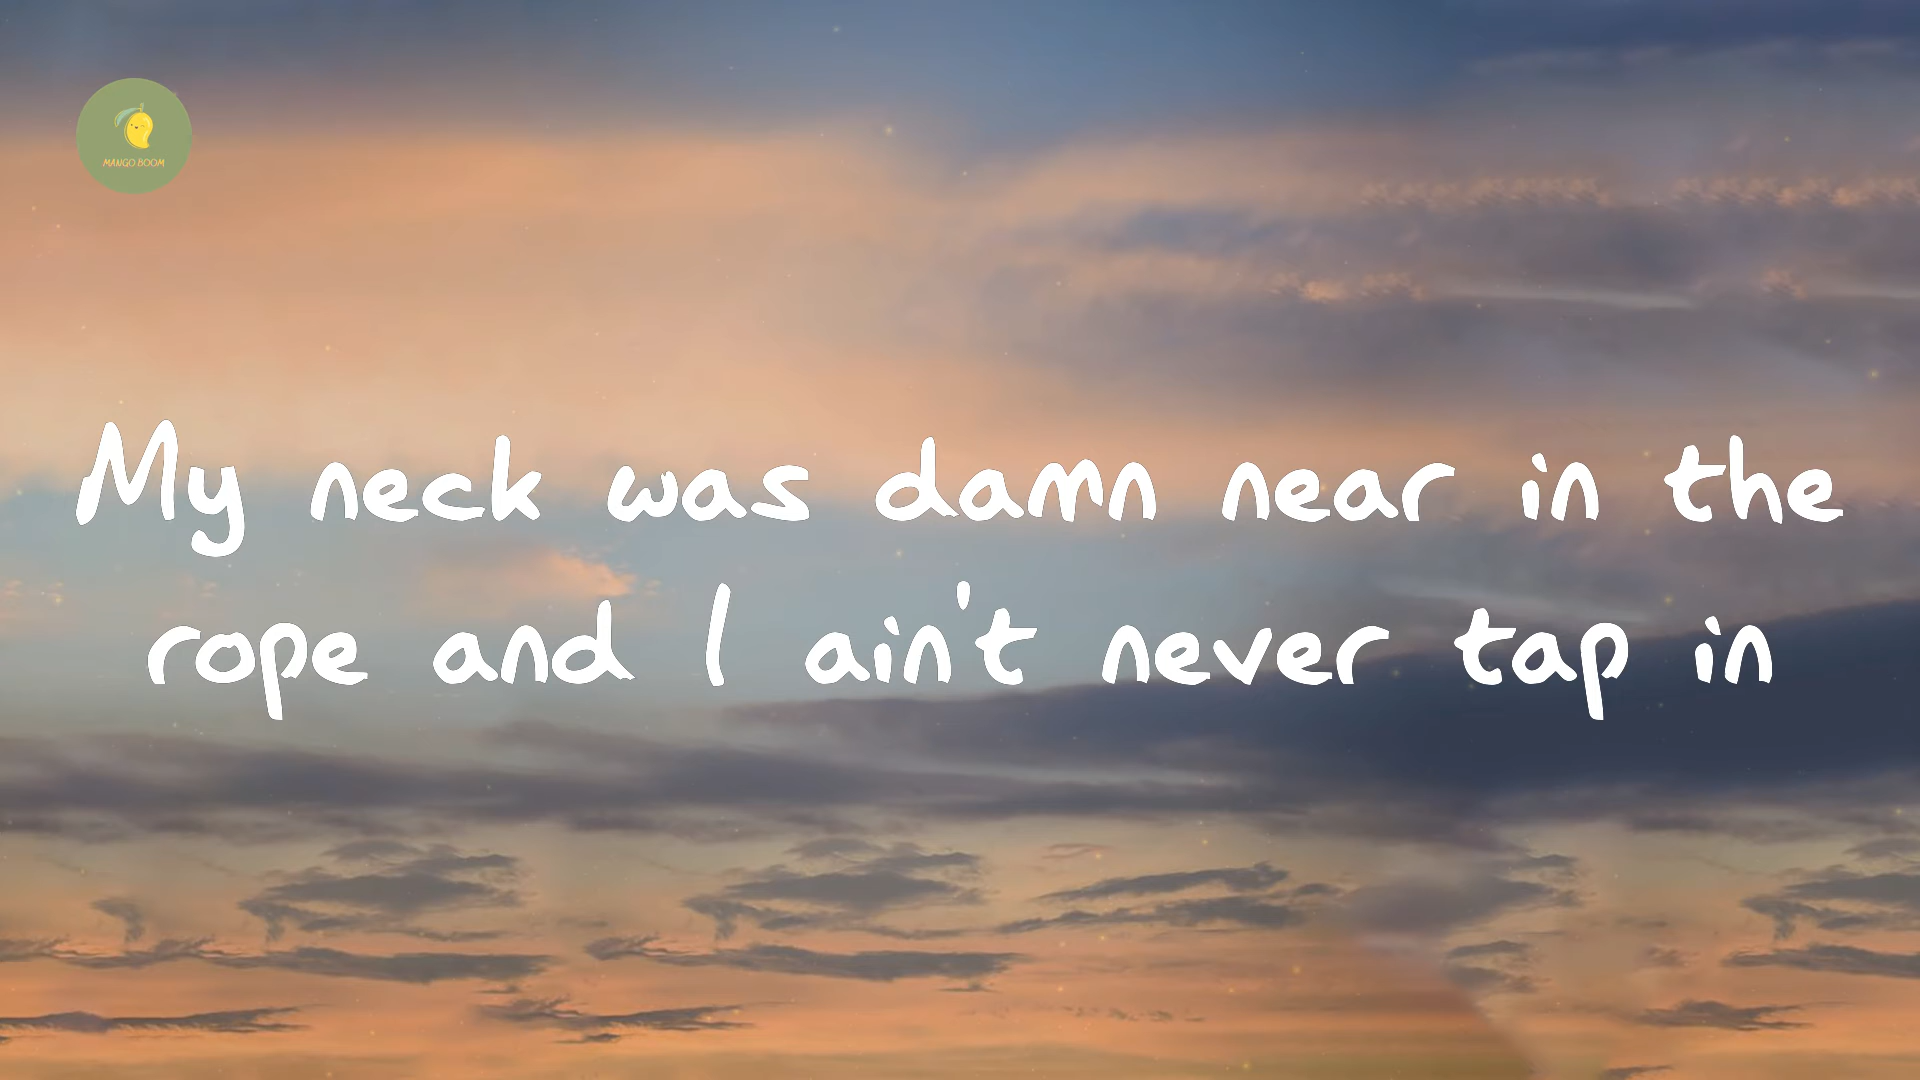 MANGO BOOM
My neck was damn near in the
rope and I ain't never tap in